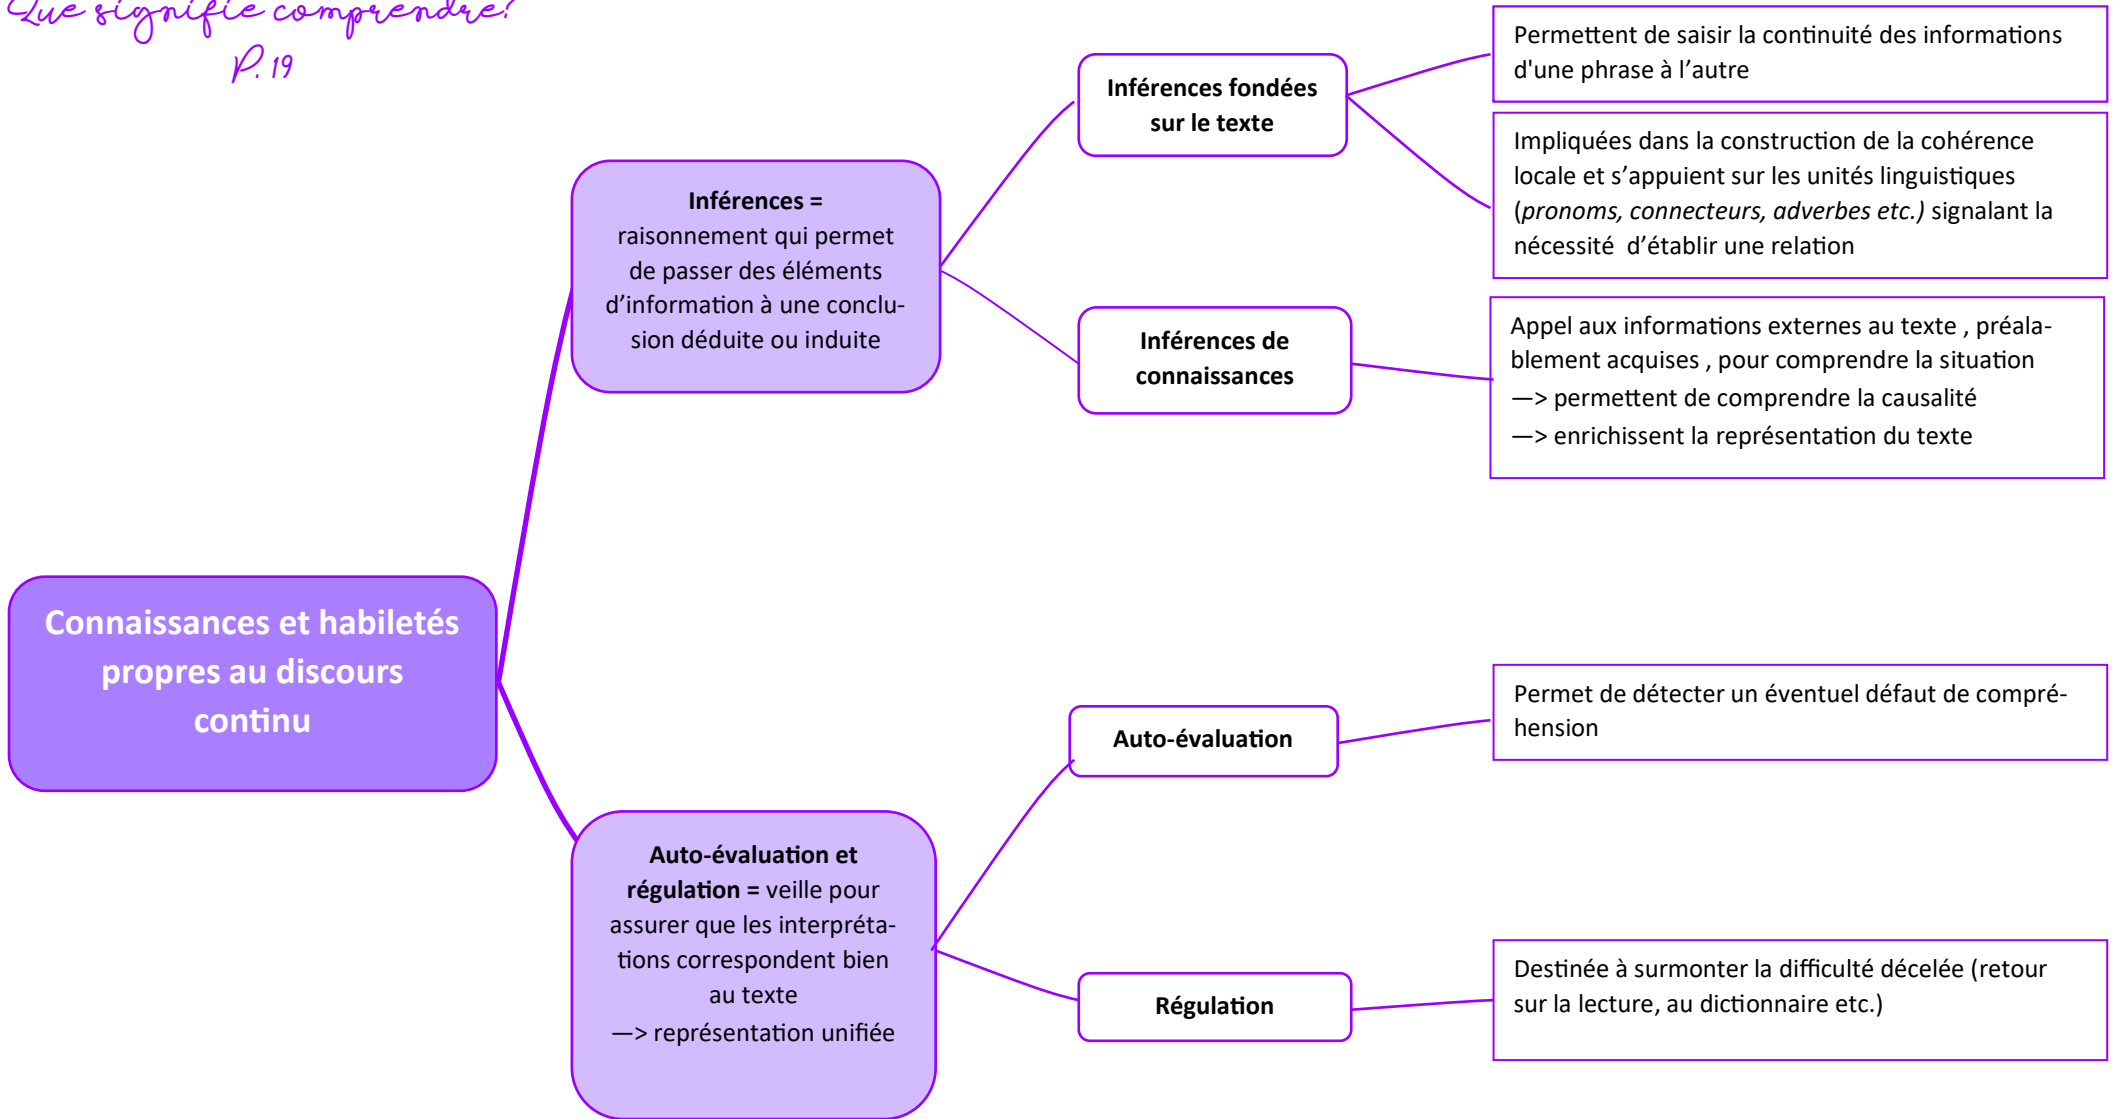 Que signifie comprendre?
P. 19
Inférences fondées
sur le texte
Permettent de saisir la continuité des informations
d'une phrase à l’autre
Impliquées dans la construction de la cohérence
locale et s’appuient sur les unités linguistiques
(pronoms, connecteurs, adverbes etc.) signalant la
nécessité  d’établir une relation
Inférences =
raisonnement qui permet
de passer des éléments
d’information à une conclu-
sion déduite ou induite
Inférences de
connaissances
Appel aux informations externes au texte , préala-
blement acquises , pour comprendre la situation
—> permettent de comprendre la causalité
—> enrichissent la représentation du texte
Connaissances et habiletés
propres au discours
continu
Auto-évaluation et
régulation = veille pour
assurer que les interpréta-
tions correspondent bien
au texte
—> représentation unifiée
Auto-évaluation
Permet de détecter un éventuel défaut de compré-
hension
Régulation
Destinée à surmonter la difficulté décelée (retour
sur la lecture, au dictionnaire etc.)